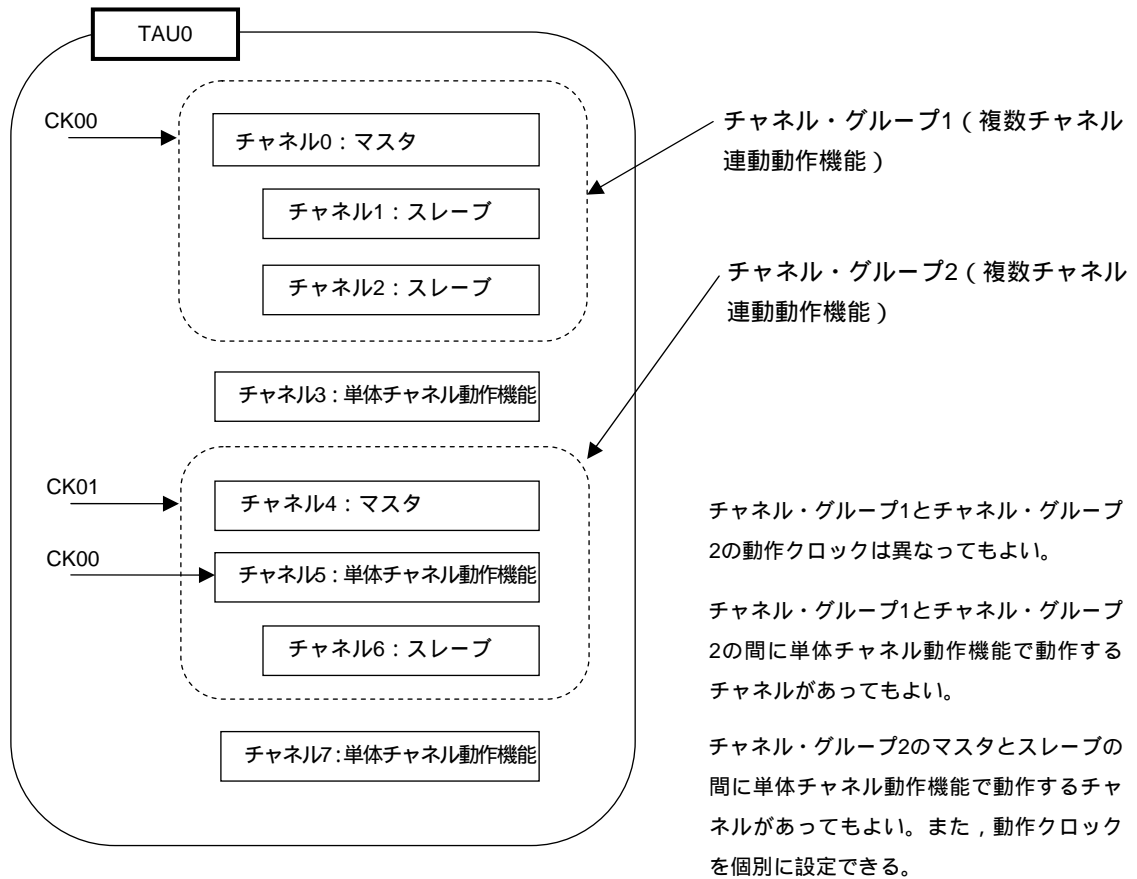 TAU0
CK00
チャネル0：マスタ
チャネル1：スレーブ
チャネル2：スレーブ
チャネル・グループ1（複数チャネル
連動動作機能）
チャネル・グループ2（複数チャネル
連動動作機能）
チャネル3：単体チャネル動作機能
CK01
チャネル4：マスタ
CK00
チャネル5：単体チャネル動作機能
チャネル6：スレーブ
チャネル7：単体チャネル動作機能
チャネル・グループ1とチャネル・グループ
2の動作クロックは異なってもよい。
チャネル・グループ1とチャネル・グループ
2の間に単体チャネル動作機能で動作する
チャネルがあってもよい。
チャネル・グループ2のマスタとスレーブの
間に単体チャネル動作機能で動作するチャ
ネルがあってもよい。また，動作クロック
を個別に設定できる。